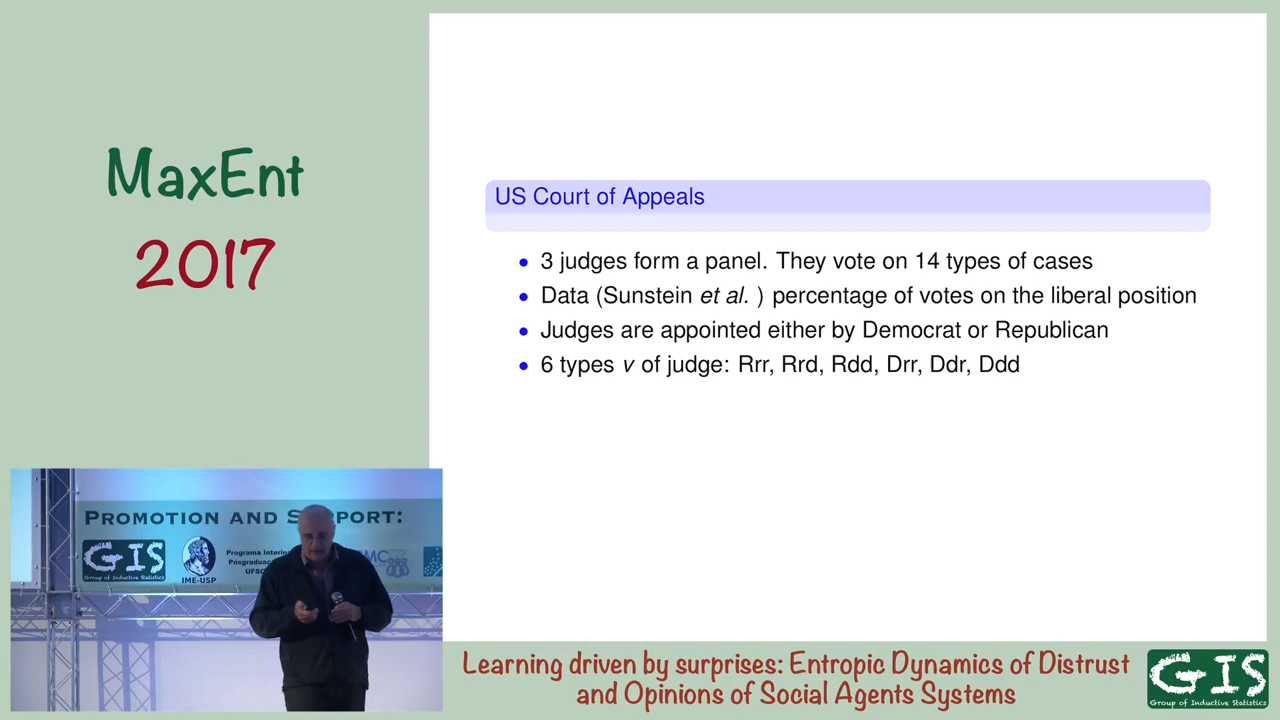 MaxEnt
2017
US Court of Appeals
3 judges form a panel. They vote on 14 types of cases
Data (Sunstein et al. ) percentage of votes on the liberal position
Judges are appointed either by Democrat or Republican
6 types v of judge: Rrr, Rrd, Rdd, Drr, Ddr, Ddd
PROMOTION AND
GIS
Group of Inductive Statistics
IME-USP
Programa
Learning driven by surprises: Entropic Dynamics of Distrust
and Opinions of Social Agents Systems
GIS
Group of Inductive Statistics